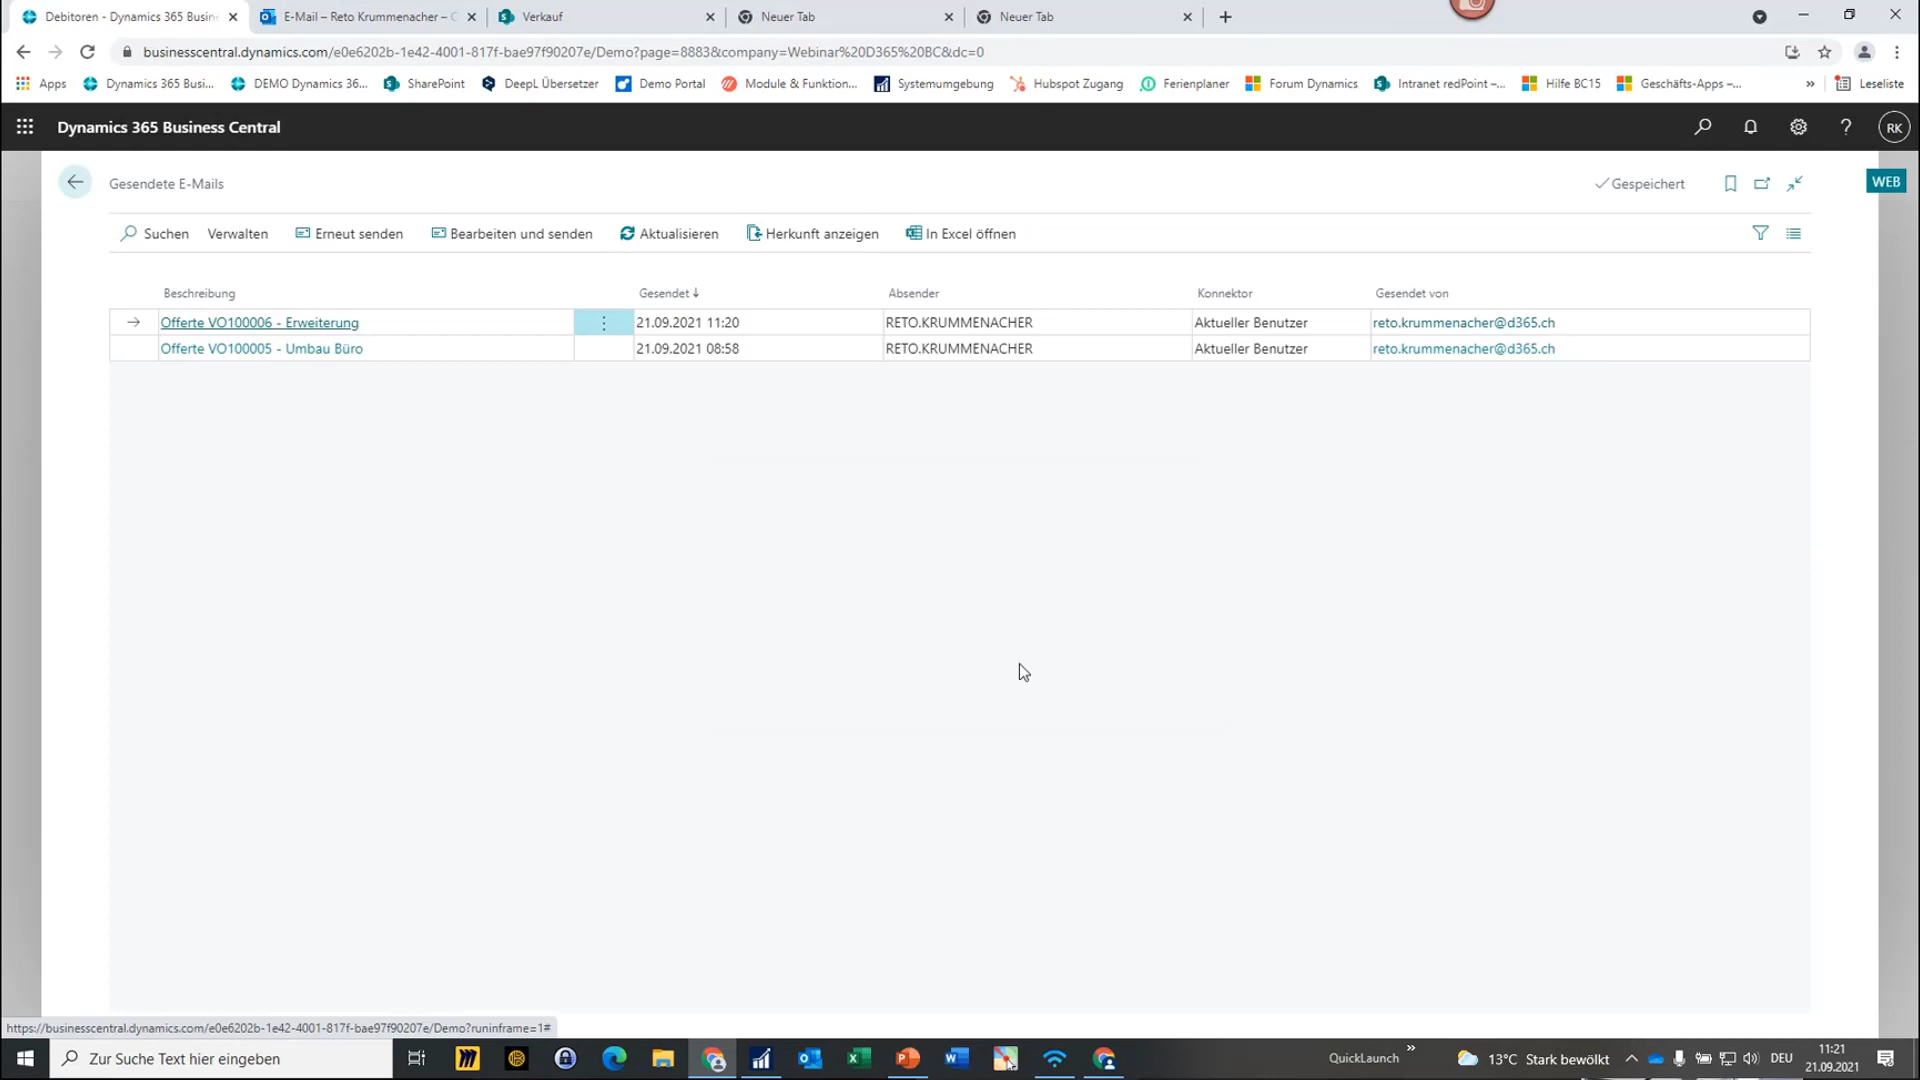 Debitoren - Dynamics 365 Busin
E-Mail – Reto Krummenacher –
Verkauf
Neuer Tab
Neuer Tab
businesscentral.dynamics.com/e0e6202b-1e42-4001-817f-bae97f90207e/Demo?page=8883&company=Webinar%20D365%20BC&dc=0
Apps
Dynamics 365 Busi...
DEMO Dynamics 36...
SharePoint
DeepL Übersetzer
Demo Portal
Module & Funktion...
Systemumgebung
Hubspot Zugang
Ferienplaner
Forum Dynamics
Intranet redPoint –...
Hilfe BC15
Geschäfts-Apps –...
»
Leseliste
Dynamics 365 Business Central
?
RK
Gesendete E-Mails
Gespeichert
WEB
Suchen
Verwalten
Erneut senden
Bearbeiten und senden
Aktualisieren
Herkunft anzeigen
In Excel öffnen
Beschreibung
Gesendet ↓
Absender
Konnektor
Gesendet von
Offerte VO100006 - Erweiterung
21.09.2021 11:20
RETO.KRUMMENACHER
Aktueller Benutzer
reto.krummenacher@d365.ch
Offerte VO100005 - Umbau Büro
21.09.2021 08:58
RETO.KRUMMENACHER
Aktueller Benutzer
reto.krummenacher@d365.ch
https://businesscentral.dynamics.com/e0e6202b-1e42-4001-817f-bae97f90207e/Demo?runinframe=1#
Zur Suche Text hier eingeben
QuickLaunch
»
13°C Stark bewölkt
DEU
11:21
21.09.2021